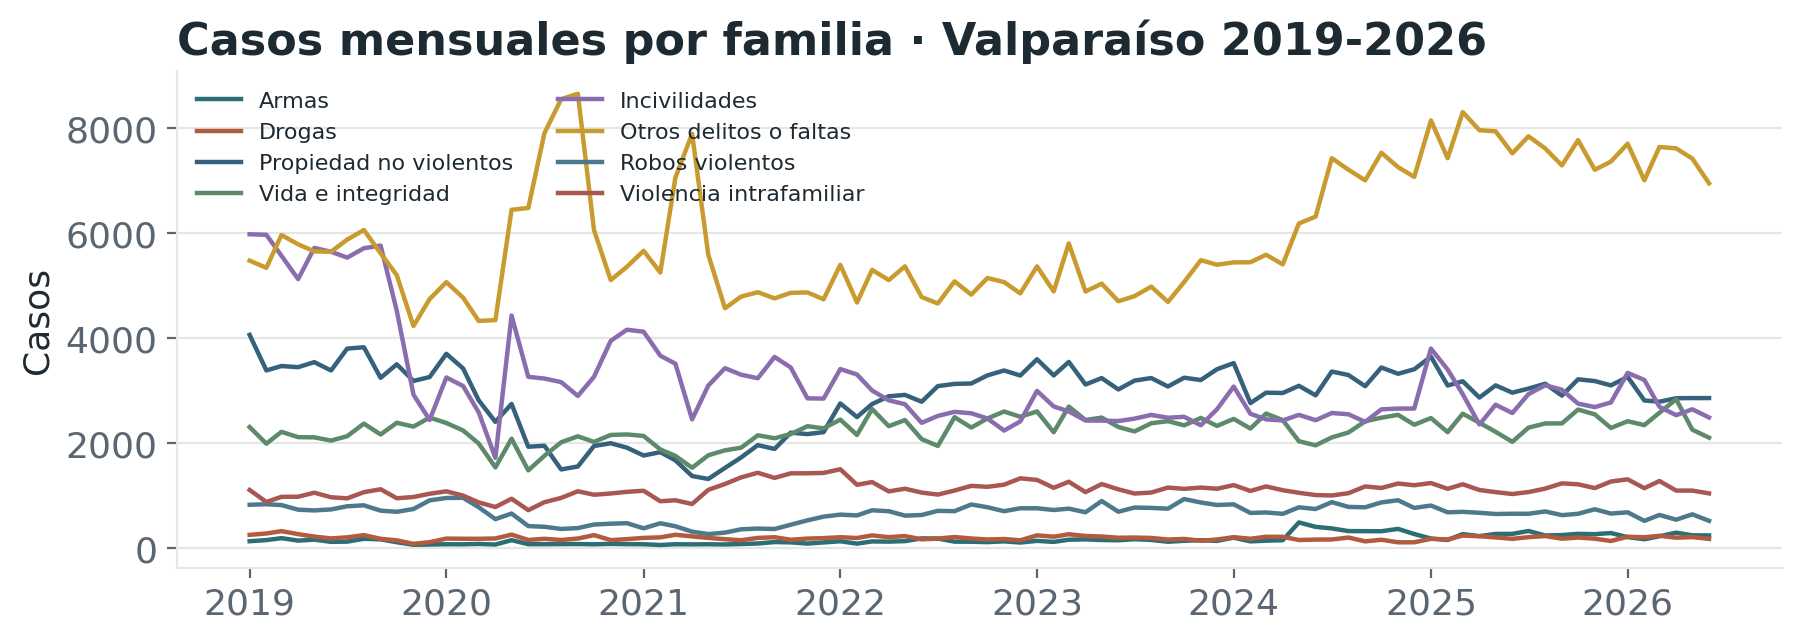 Casos mensuales por familia · Valparaíso 2019-2026
Armas
Drogas
Propiedad no violentos
Vida e integridad
Incivilidades
Otros delitos o faltas
Robos violentos
Violencia intrafamiliar
Casos
8000
6000
4000
2000
0
2019 2020 2021 2022 2023 2024 2025 2026